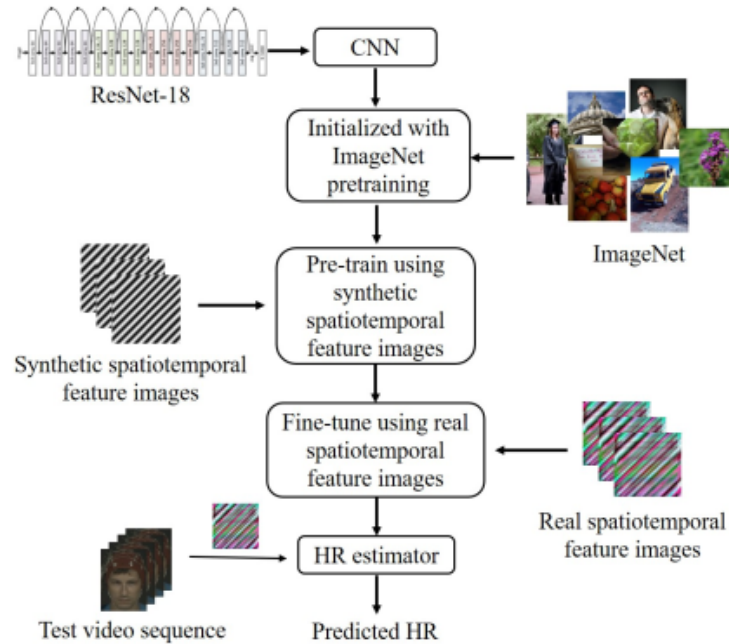 CNN
ResNet-18
Initialized with
ImageNet
pretraining
ImageNet
Pre-train using
synthetic
spatiotemporal
feature images
Synthetic spatiotemporal
feature images
Fine-tune using real
spatiotemporal
feature images
Real spatiotemporal
feature images
HR estimator
Test video sequence
Predicted HR